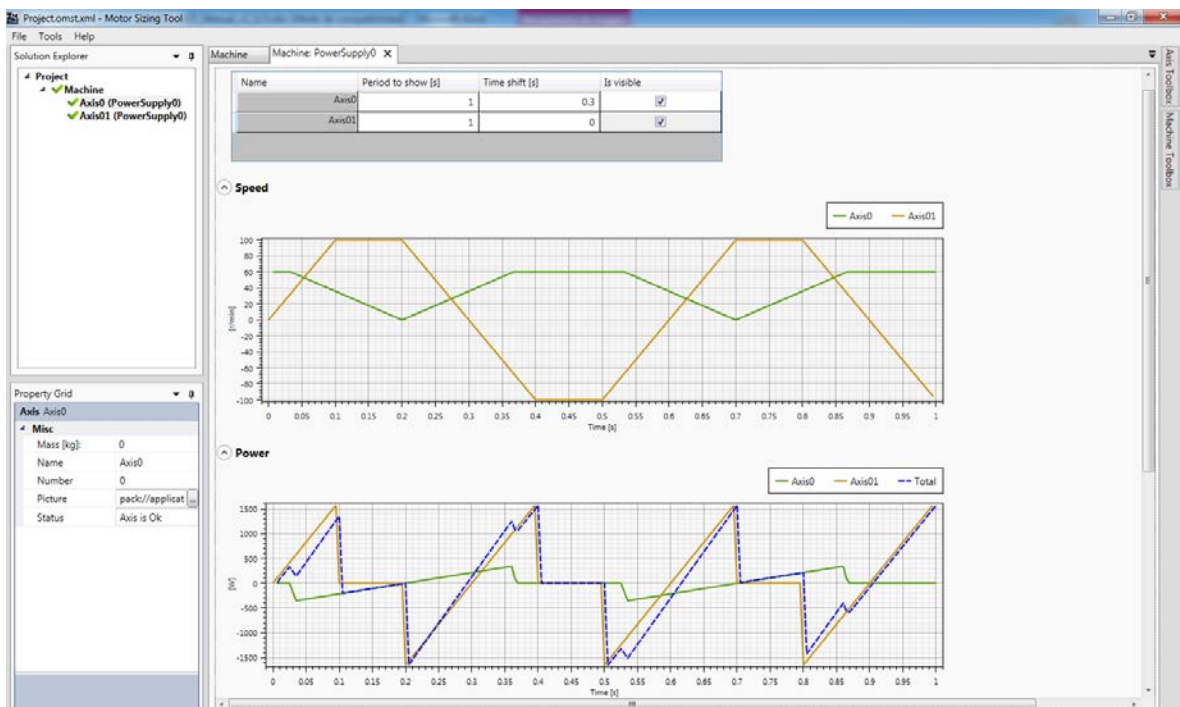 Project.omst.xml - Motor Sizing Tool
File Tools Help
Solution Explorer
Project
Machine
Axis0 (PowerSupply0)
Axis01 (PowerSupply0)
Property Grid
Axis Axis0
Misc
Mass [kg]: 0
Name Axis0
Number 0
Picture pack://applicat ...
Status Axis is Ok
Machine Machine: PowerSupply0
Name Period to show [s] Time shift [s] Is visible
Axis0 1 0.3
Axis01 1 0
Speed
Axis0 Axis01
100
80
60
40
20
0
-20
-40
-60
-80
-100
[r/min]
0 0.05 0.1 0.15 0.2 0.25 0.3 0.35 0.4 0.45 0.5 0.55 0.6 0.65 0.7 0.75 0.8 0.85 0.9 0.95 1
Time [s]
Power
Axis0 Axis01 Total
1500
1000
500
0
-500
-1000
-1500
[W]
0 0.05 0.1 0.15 0.2 0.25 0.3 0.35 0.4 0.45 0.5 0.55 0.6 0.65 0.7 0.75 0.8 0.85 0.9 0.95 1
Time [s]
Axis Toolbox
Machine Toolbox